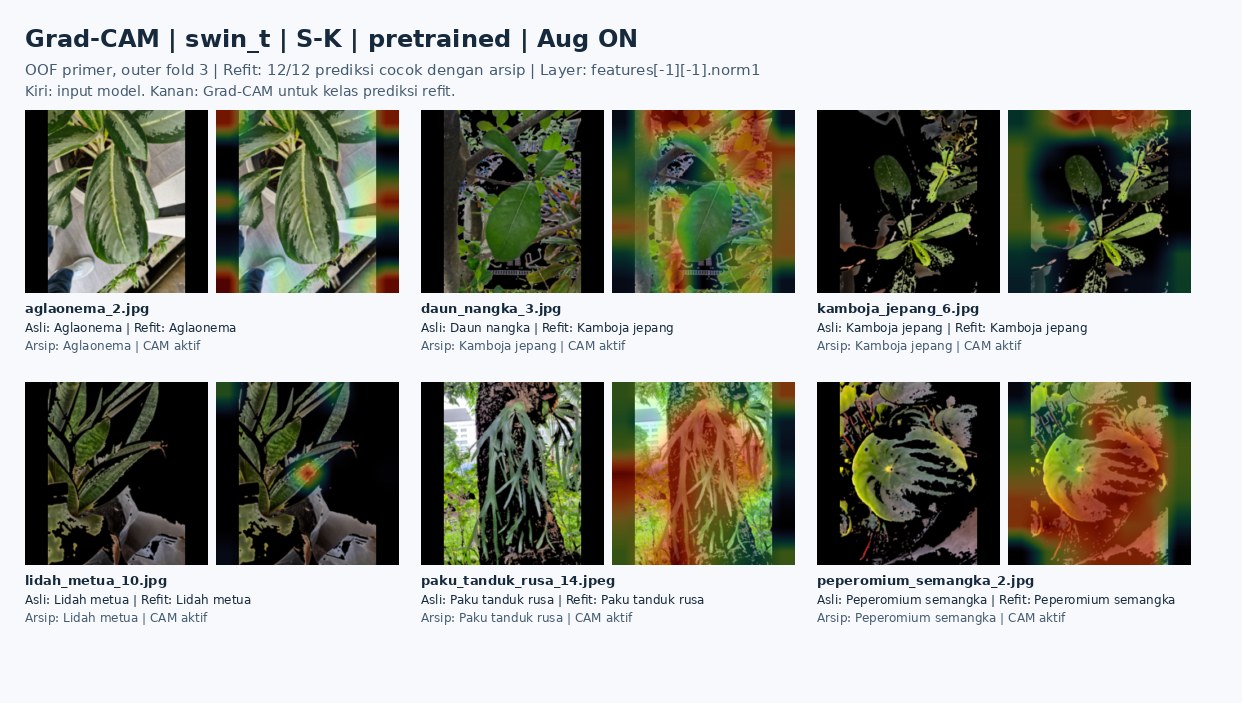 Grad-CAM | swin_t | S-K | pretrained | Aug ON
OOF primer, outer fold 3 | Refit: 12/12 prediksi cocok dengan arsip | Layer: features[-1][-1].norm1
Kiri: input model. Kanan: Grad-CAM untuk kelas prediksi refit.
aglaonema_2.jpg
Asli: Aglaonema | Refit: Aglaonema
Arsip: Aglaonema | CAM aktif
daun_nangka_3.jpg
Asli: Daun nangka | Refit: Kamboja jepang
Arsip: Kamboja jepang | CAM aktif
kamboja_jepang_6.jpg
Asli: Kamboja jepang | Refit: Kamboja jepang
Arsip: Kamboja jepang | CAM aktif
lidah_metua_10.jpg
Asli: Lidah metua | Refit: Lidah metua
Arsip: Lidah metua | CAM aktif
paku_tanduk_rusa_14.jpeg
Asli: Paku tanduk rusa | Refit: Paku tanduk rusa
Arsip: Paku tanduk rusa | CAM aktif
peperomium_semangka_2.jpg
Asli: Peperomium semangka | Refit: Peperomium semangka
Arsip: Peperomium semangka | CAM aktif